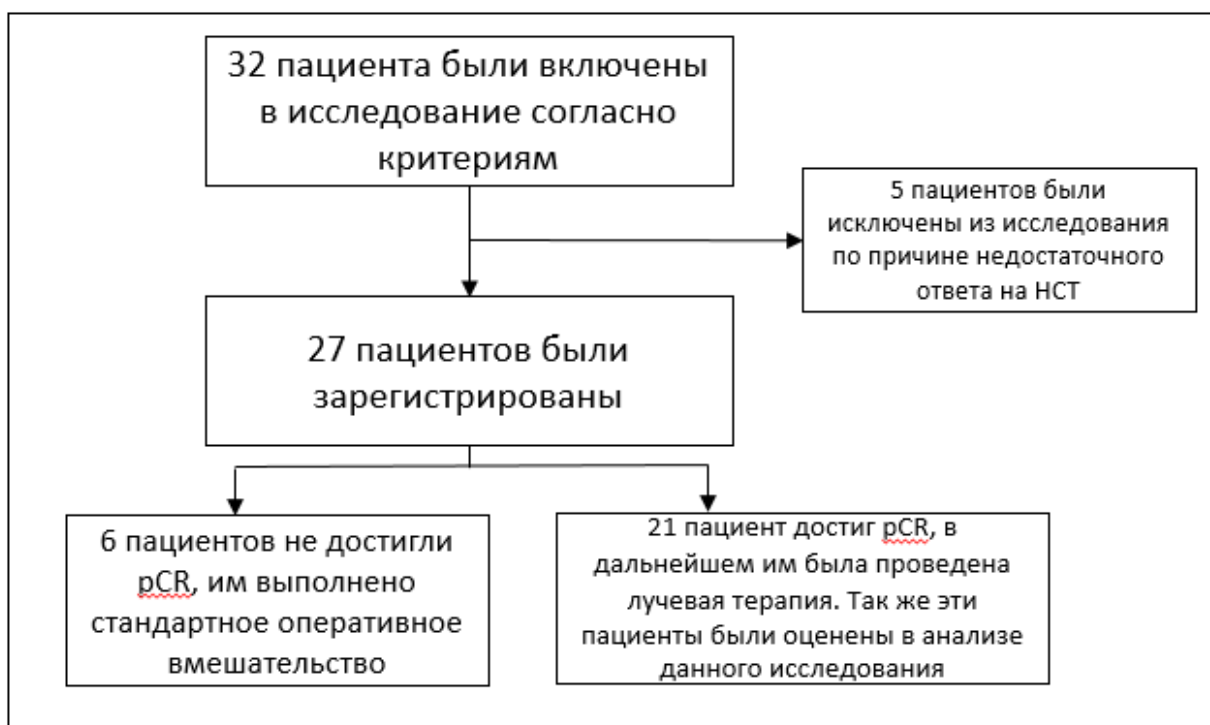 32 пациента были включены
в исследование согласно
критериям
5 пациентов были
исключены из исследования
по причине недостаточного
ответа на НСТ
27 пациентов были
зарегистрированы
6 пациентов не достигли
pCR, им выполнено
стандартное оперативное
вмешательство
21 пациент достиг pCR, в
дальнейшем им была проведена
лучевая терапия. Так же эти
пациенты были оценены в анализе
данного исследования